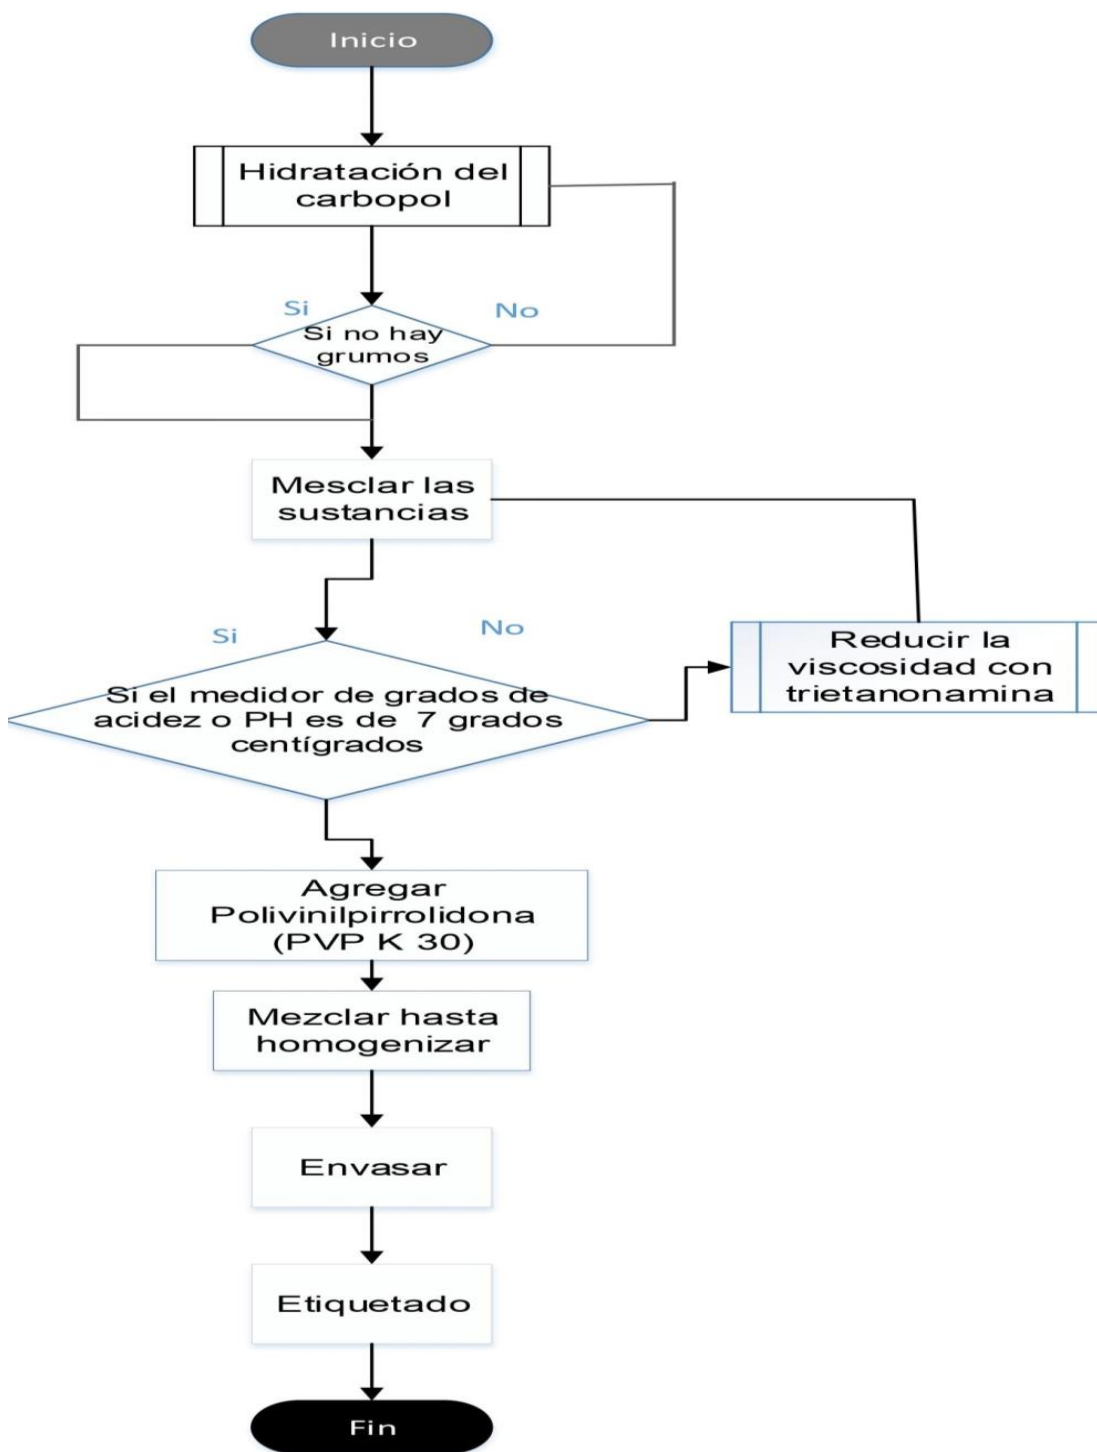 Inicio
Hidratación del
carbopol
Si
No
Si no hay
grumos
Mesclar las
sustancias
Si
No
Si el medidor de grados de
acidez o PH es de 7 grados
centígrados
Reducir la
viscosidad con
trietanonamina
Agregar
Polivinilpirrolidona
(PVP K 30)
Mezclar hasta
homogenizar
Envasar
Etiquetado
Fin